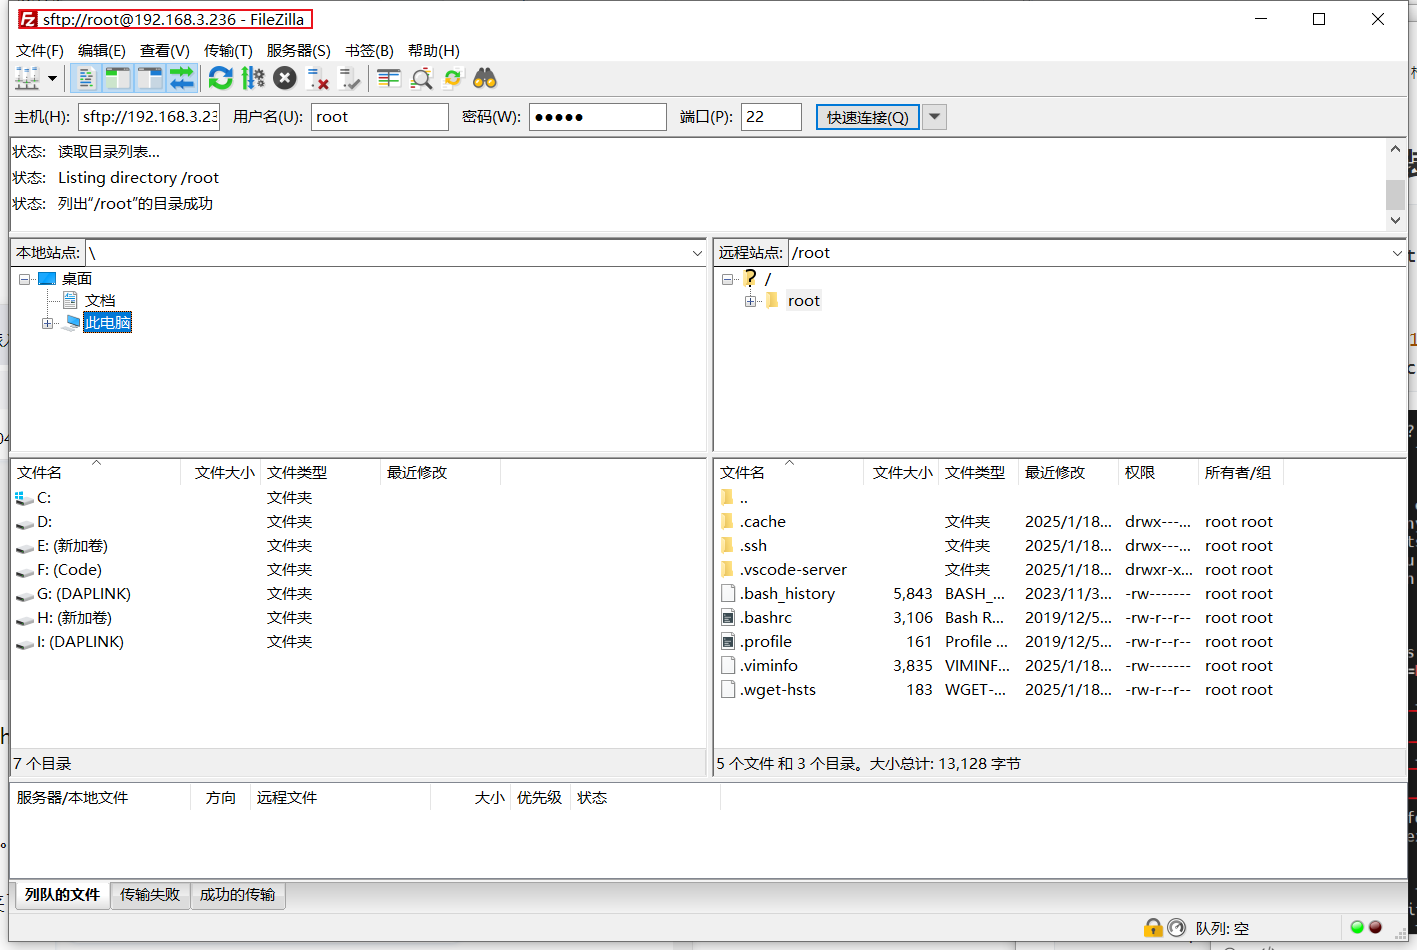 sftp://root@192.168.3.236 - FileZilla
文件(F) 编辑(E) 查看(V) 传输(T) 服务器(S) 书签(B) 帮助(H)
主机(H): sftp://192.168.3.23 用户名(U): root 密码(W): ●●●●● 端口(P): 22 快速连接(Q)
状态: 读取目录列表...
状态: Listing directory /root
状态: 列出“/root”的目录成功
本地站点: \
桌面
文档
此电脑
远程站点: /root
/
root
文件名 文件大小 文件类型 最近修改
C: 文件夹
D: 文件夹
E: (新加卷) 文件夹
F: (Code) 文件夹
G: (DAPLINK) 文件夹
H: (新加卷) 文件夹
I: (DAPLINK) 文件夹
7 个目录
文件名 文件大小 文件类型 最近修改 权限 所有者/组
..
.cache 文件夹 2025/1/18... drwx---... root root
.ssh 文件夹 2025/1/18... drwx---... root root
.vscode-server 文件夹 2025/1/18... drwxr-x... root root
.bash_history 5,843 BASH_... 2023/11/3... -rw------- root root
.bashrc 3,106 Bash R... 2019/12/5... -rw-r--r-- root root
.profile 161 Profile ... 2019/12/5... -rw-r--r-- root root
.viminfo 3,835 VIMINF... 2025/1/18... -rw------- root root
.wget-hsts 183 WGET-... 2025/1/18... -rw-r--r-- root root
5 个文件 和 3 个目录。大小总计: 13,128 字节
服务器/本地文件 方向 远程文件 大小 优先级 状态
列队的文件 传输失败 成功的传输
队列: 空